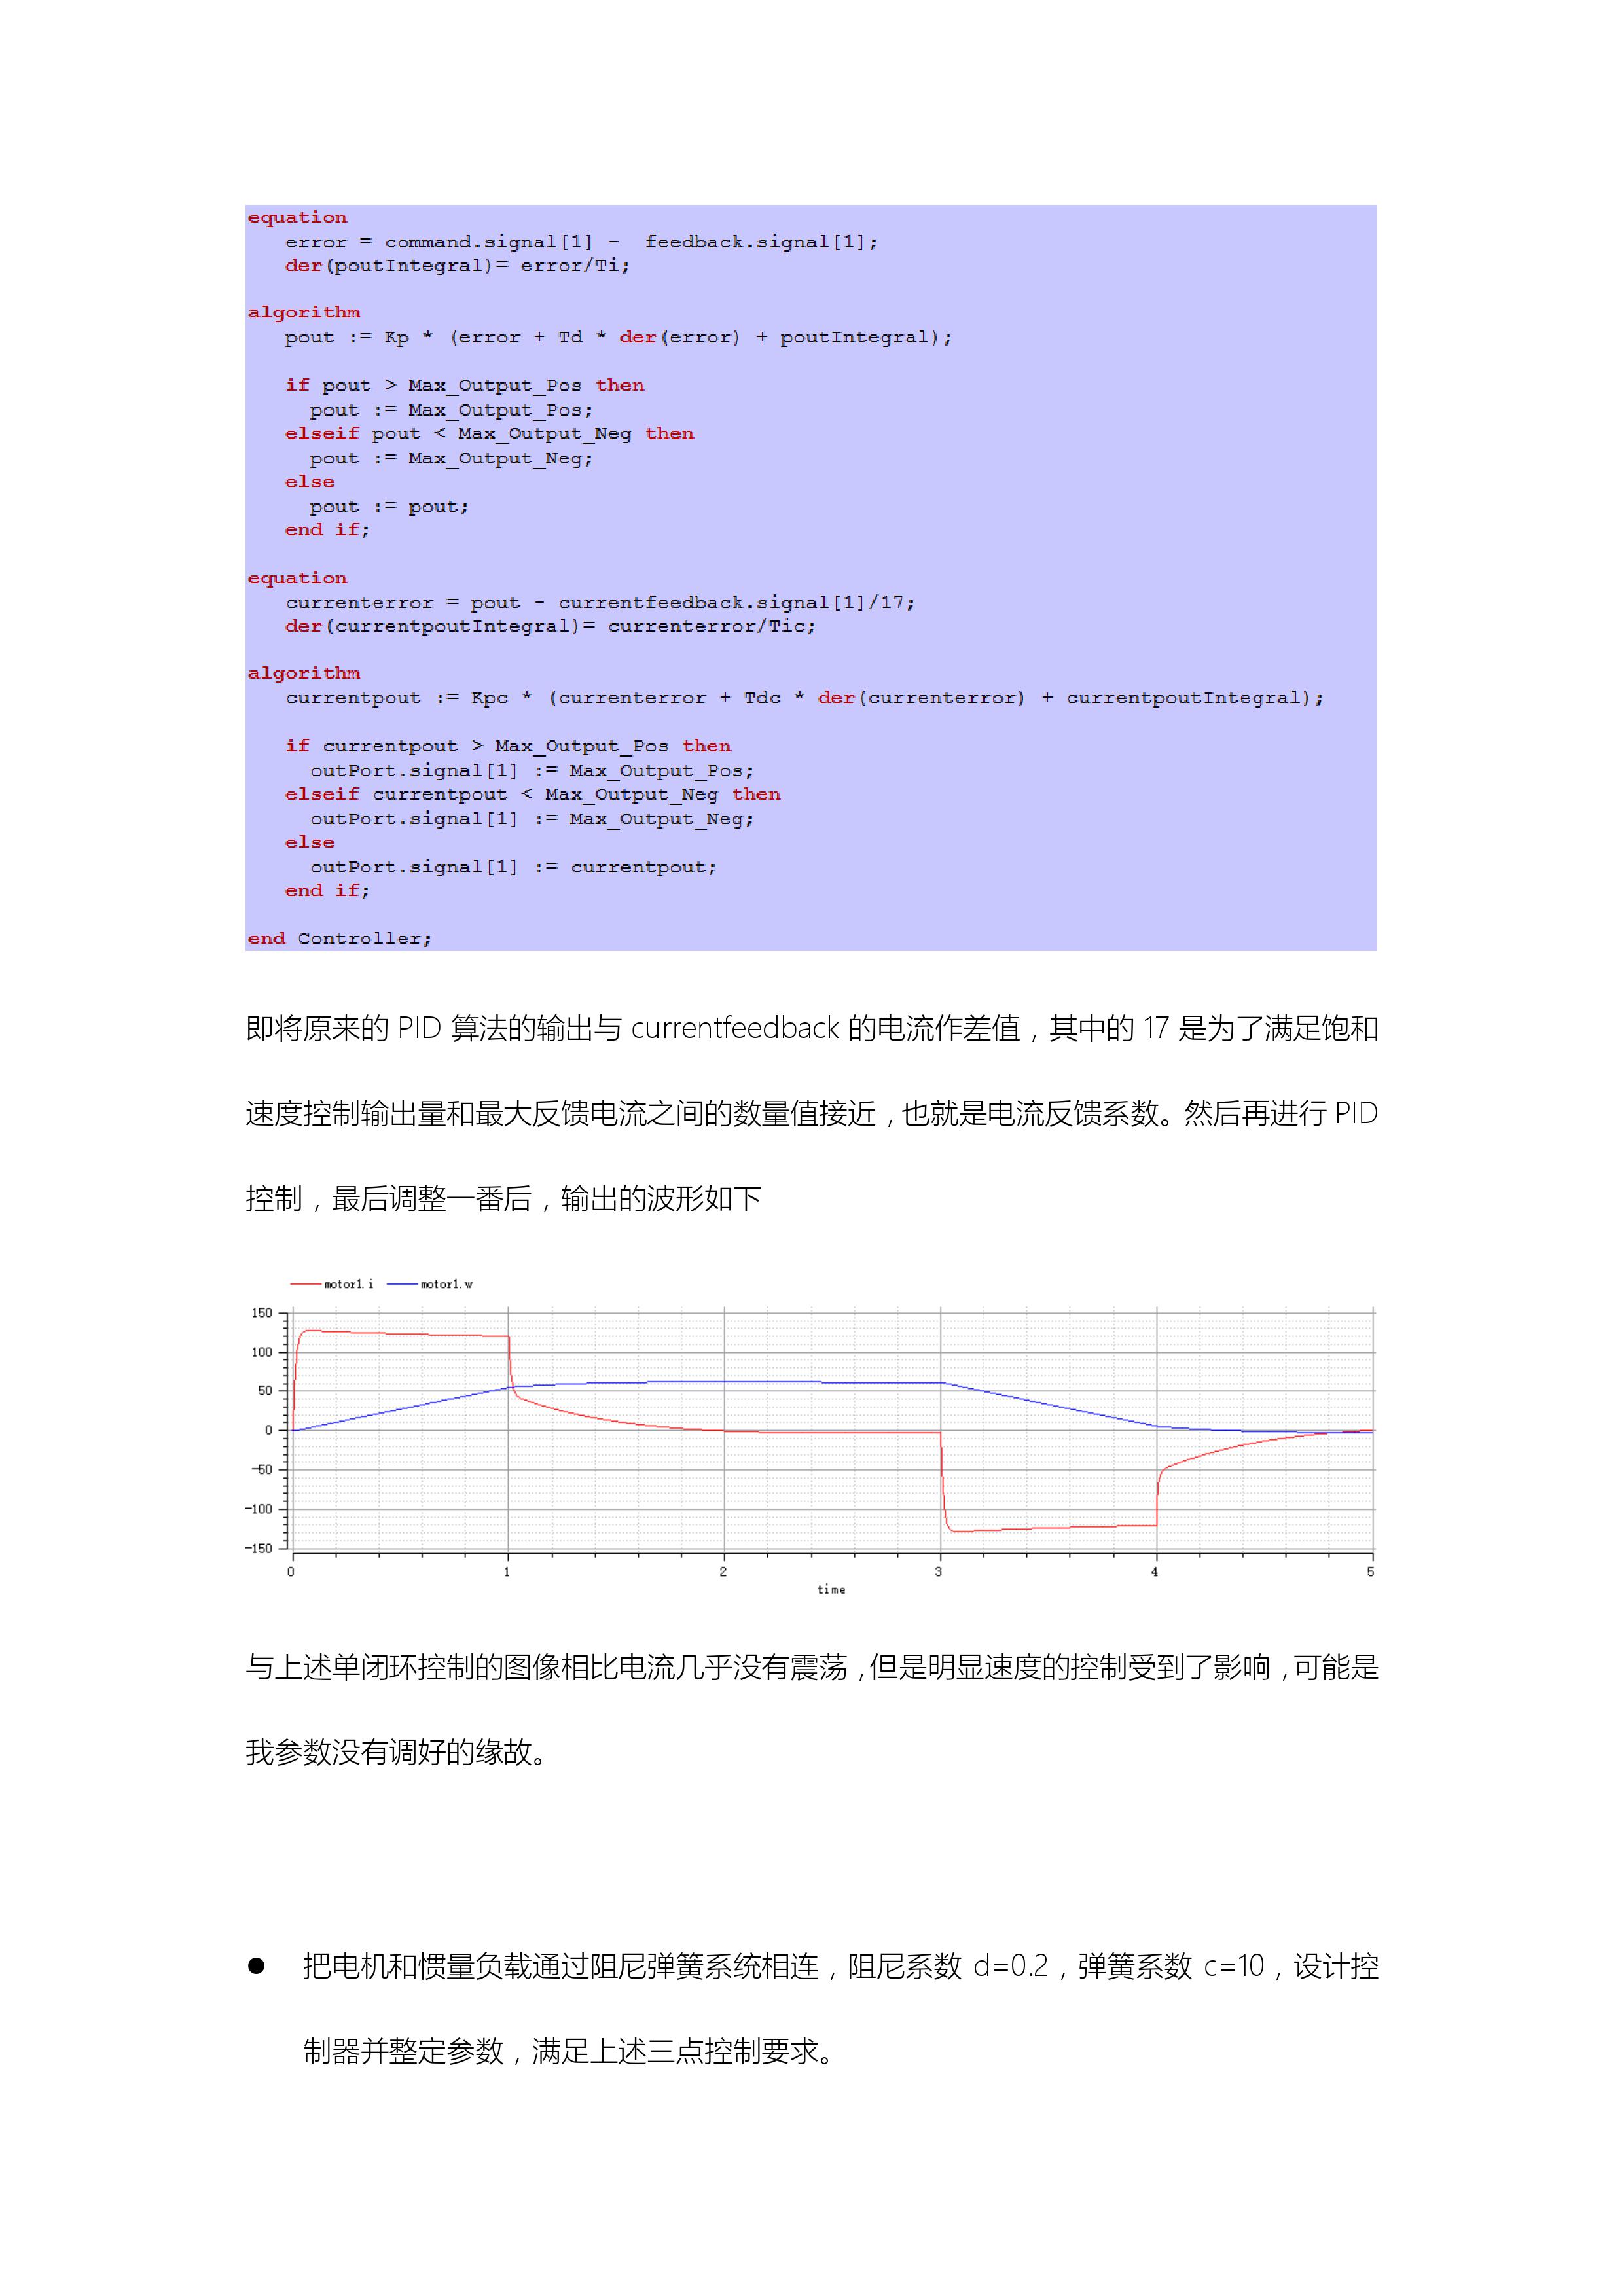 equation
   error = command.signal[1] -  feedback.signal[1];
   der(poutIntegral)= error/Ti;
algorithm
   pout := Kp * (error + Td * der(error) + poutIntegral);
   if pout > Max_Output_Pos then
     pout := Max_Output_Pos;
   elseif pout < Max_Output_Neg then
     pout := Max_Output_Neg;
   else
     pout := pout;
   end if;
equation
   currenterror = pout - currentfeedback.signal[1]/17;
   der(currentpoutIntegral)= currenterror/Tic;
algorithm
   currentpout := Kpc * (currenterror + Tdc * der(currenterror) + currentpoutIntegral);
   if currentpout > Max_Output_Pos then
     outPort.signal[1] := Max_Output_Pos;
   elseif currentpout < Max_Output_Neg then
     outPort.signal[1] := Max_Output_Neg;
   else
     outPort.signal[1] := currentpout;
   end if;
end Controller;
即将原来的 PID 算法的输出与 currentfeedback 的电流作差值，其中的 17 是为了满足饱和
速度控制输出量和最大反馈电流之间的数量值接近，也就是电流反馈系数。然后再进行 PID
控制，最后调整一番后，输出的波形如下
motor1.i motor1.w
150
100
50
0
-50
-100
-150
0 1 2 3 4 5
time
与上述单闭环控制的图像相比电流几乎没有震荡，但是明显速度的控制受到了影响，可能是
我参数没有调好的缘故。
● 把电机和惯量负载通过阻尼弹簧系统相连，阻尼系数 d=0.2，弹簧系数 c=10，设计控
制器并整定参数，满足上述三点控制要求。